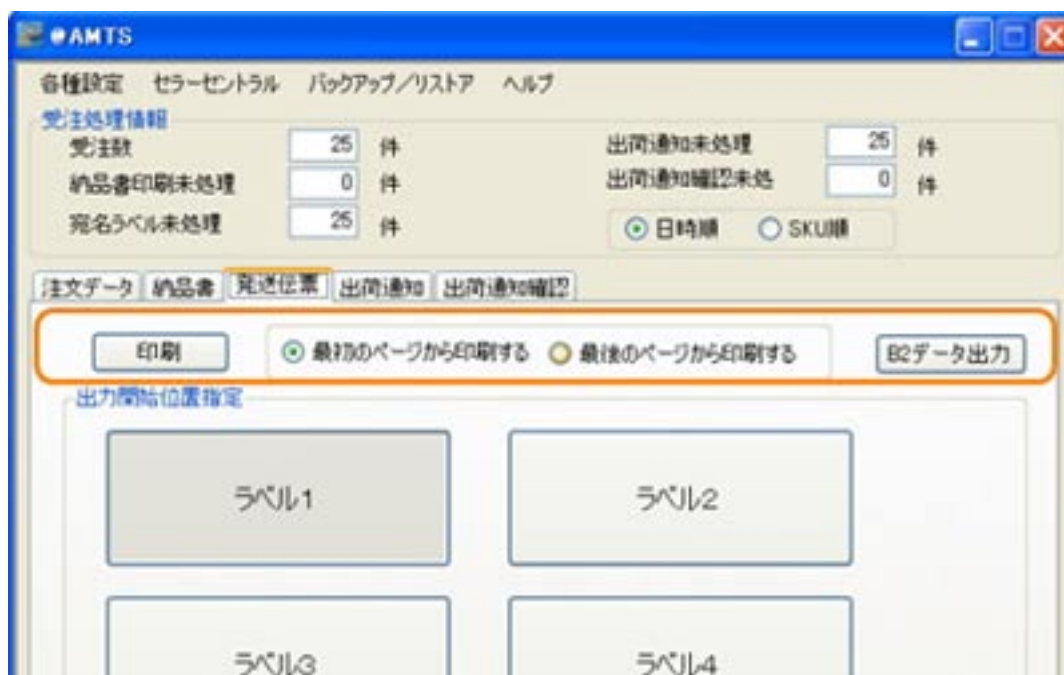 @AMTS
各種設定 セラーセントラル バックアップ/リストア ヘルプ
受注処理情報
受注数 25 件 出荷通知未処理 25 件
納品書印刷未処理 0 件 出荷通知確認未処 0 件
宛名ラベル未処理 25 件 日時順 SKU順
注文データ 納品書 発送伝票 出荷通知 出荷通知確認
印刷 最初のページから印刷する 最後のページから印刷する B2データ出力
出力開始位置指定
ラベル1 ラベル2
ラベル3 ラベル4